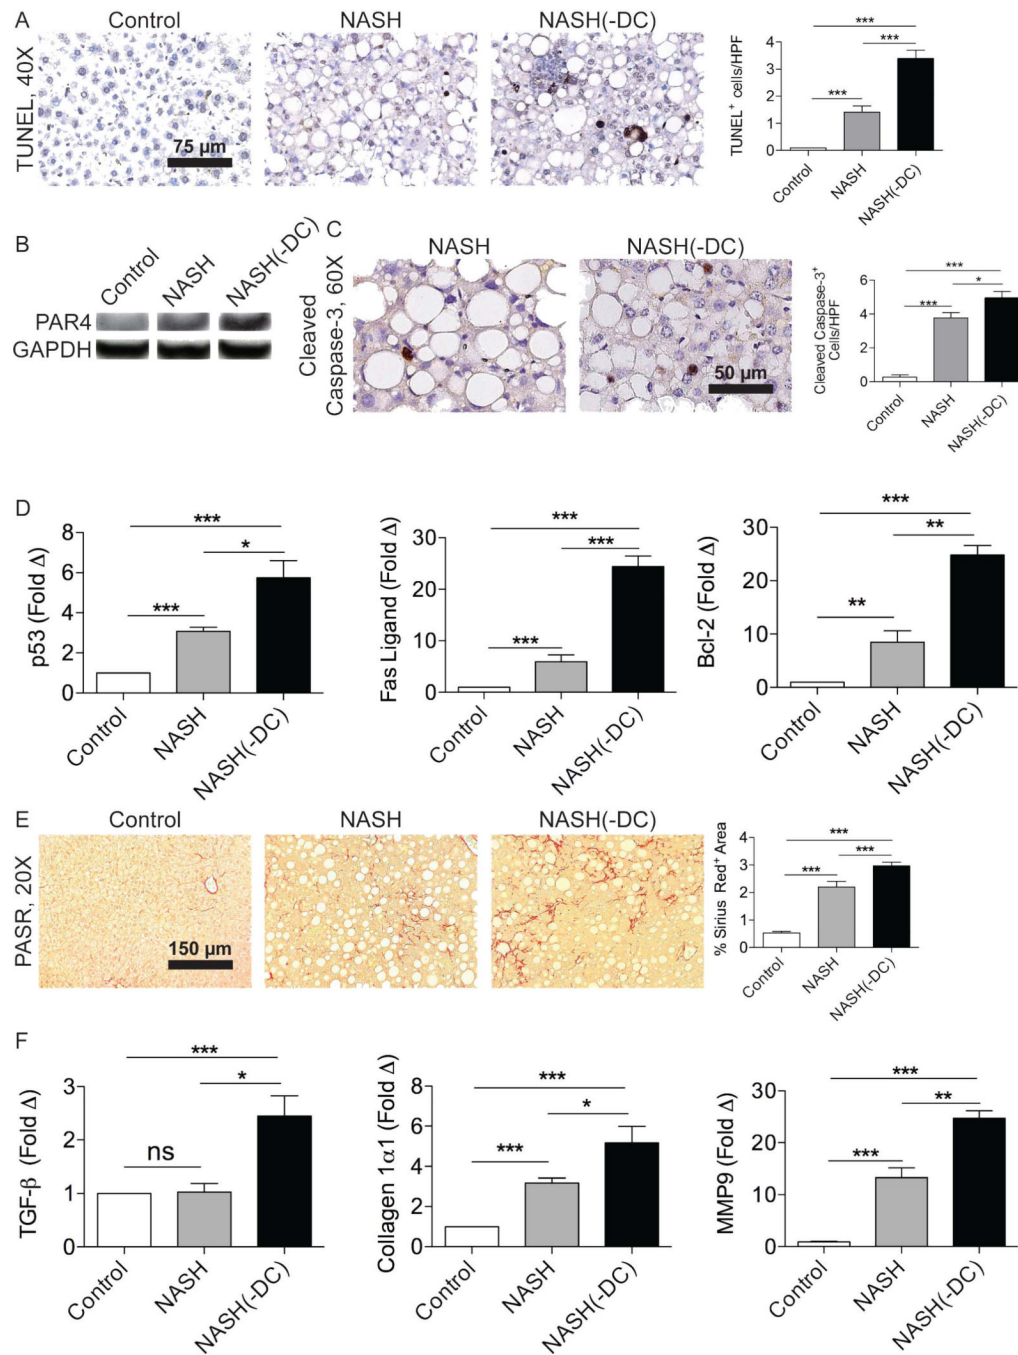 A
Control
NASH
NASH(-DC)
TUNEL, 40X
75 µm
TUNEL⁺ cells/HPF
4
3
2
1
0
***
***
***
Control
NASH
NASH(-DC)
B
Control
NASH
NASH(-DC)
PAR4
GAPDH
C
NASH
NASH(-DC)
Cleaved
Caspase-3, 60X
50 µm
Cleaved Caspase-3⁺
Cells/HPF
6
4
2
0
***
*
***
Control
NASH
NASH(-DC)
D
p53 (Fold Δ)
8
6
4
2
0
***
*
***
Control
NASH
NASH(-DC)
Fas Ligand (Fold Δ)
30
20
10
0
***
***
***
Control
NASH
NASH(-DC)
Bcl-2 (Fold Δ)
30
20
10
0
***
**
**
Control
NASH
NASH(-DC)
E
Control
NASH
NASH(-DC)
PASR, 20X
150 µm
% Sirius Red⁺ Area
4
3
2
1
0
***
***
***
Control
NASH
NASH(-DC)
F
TGF-β (Fold Δ)
3
2
1
0
***
*
ns
Control
NASH
NASH(-DC)
Collagen 1α1 (Fold Δ)
8
6
4
2
0
***
*
***
Control
NASH
NASH(-DC)
MMP9 (Fold Δ)
30
20
10
0
***
**
***
Control
NASH
NASH(-DC)